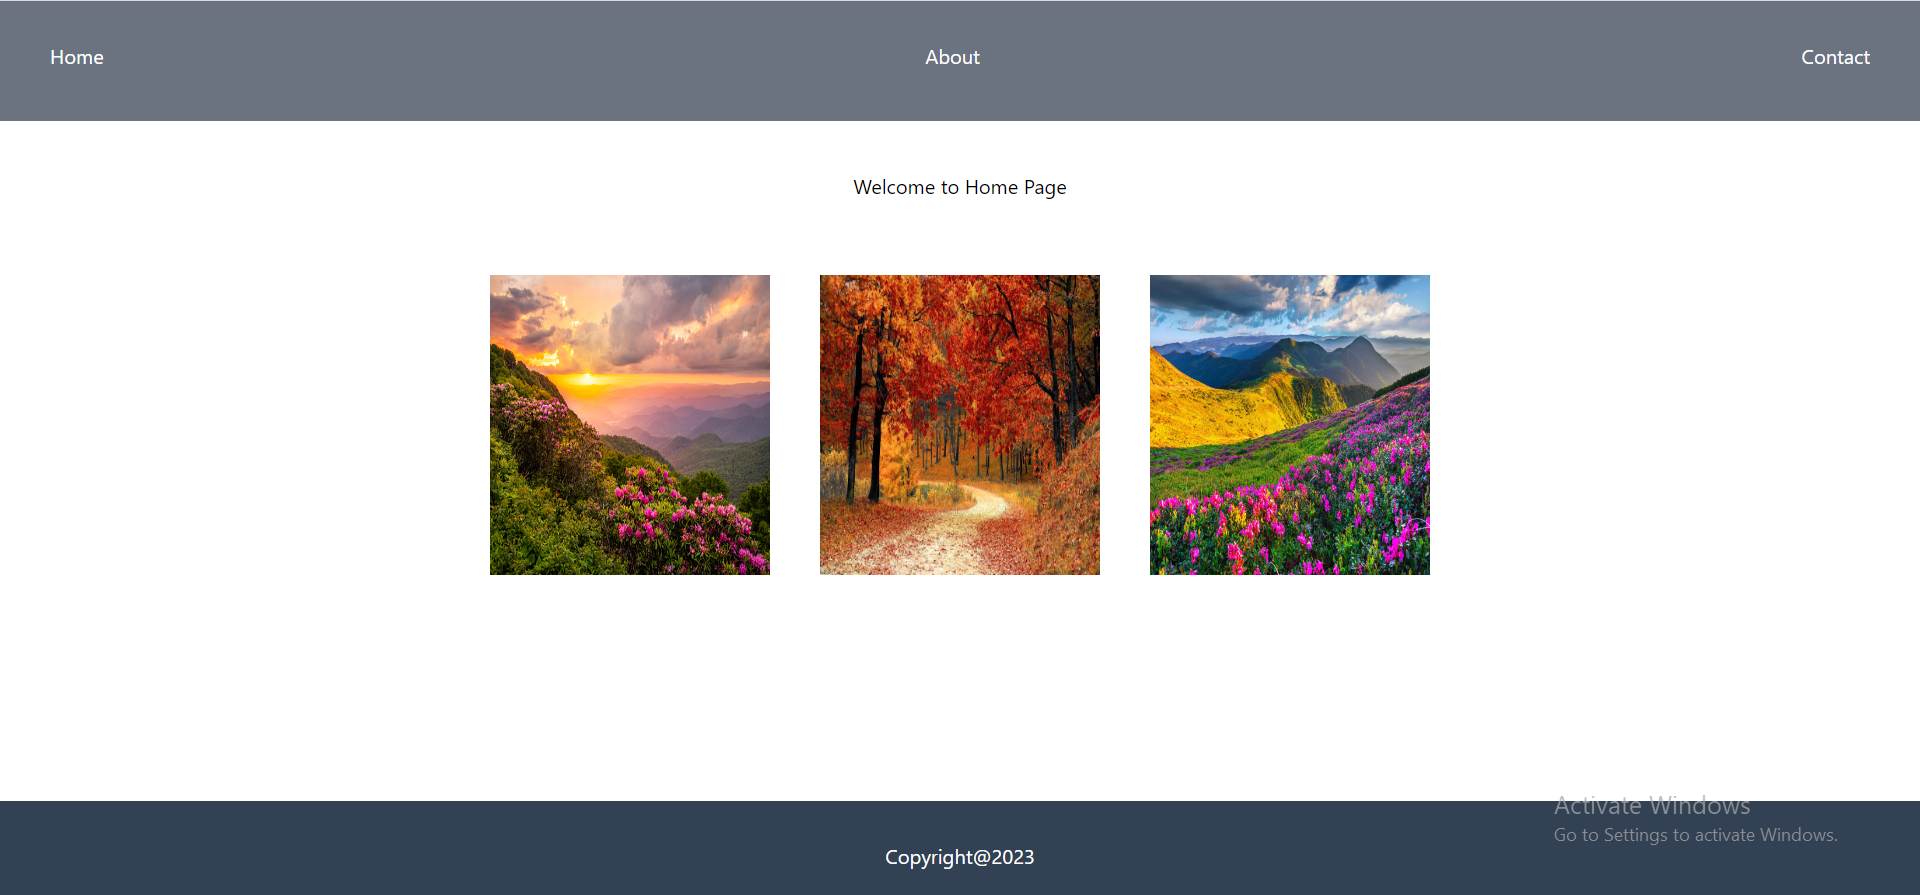 Home
About
Contact
Welcome to Home Page
Activate Windows
Go to Settings to activate Windows.
Copyright@2023